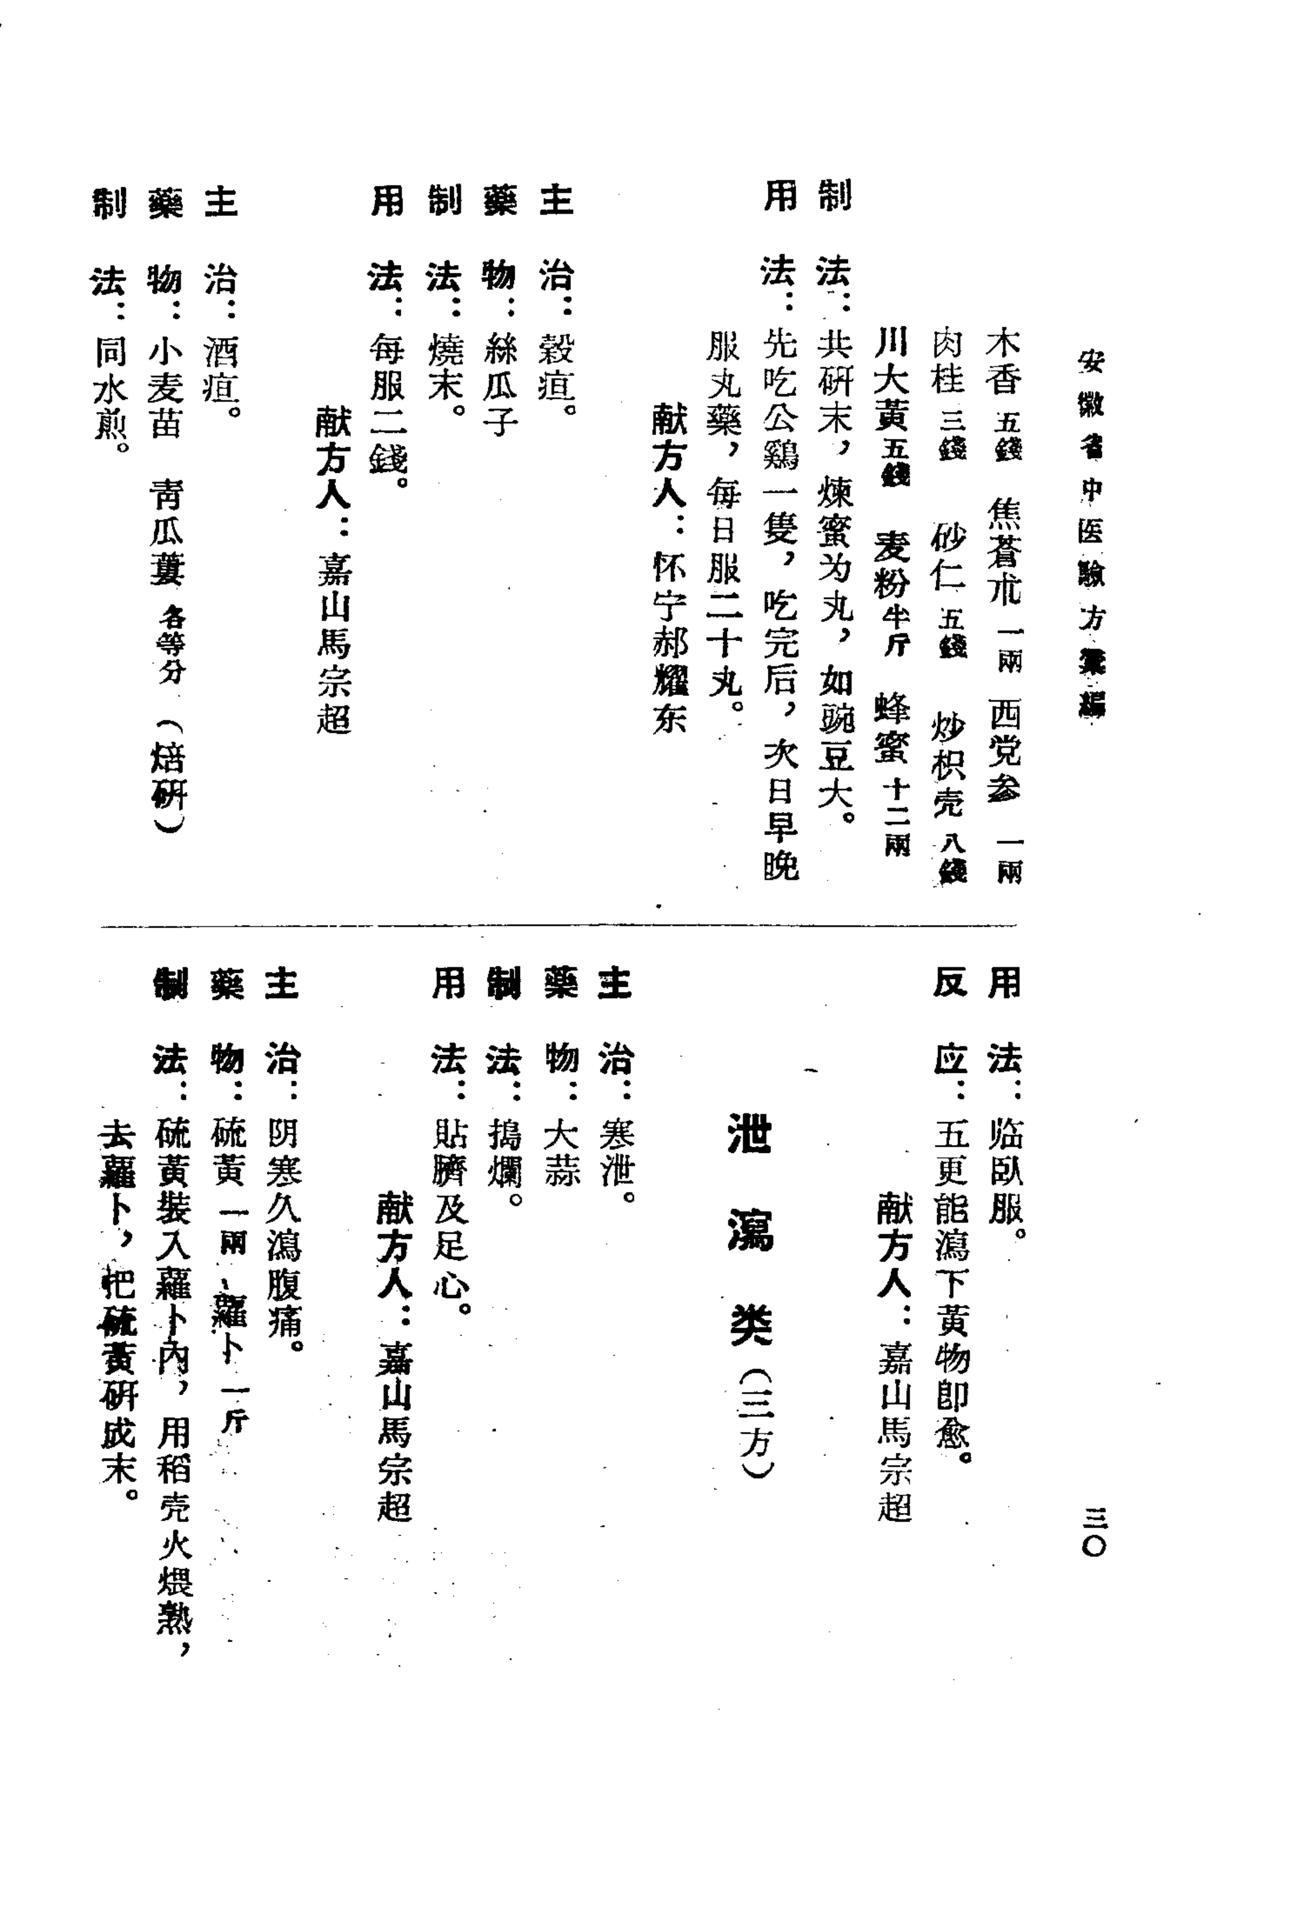 安徽省中医驗方彙編
三〇
木香五錢　焦蒼朮一兩　西党参一兩
肉桂三錢　砂仁五錢　炒枳壳八錢
川大黃五錢　麦粉半斤　蜂蜜十二兩
制　法：共研末，煉蜜为丸，如豌豆大。
用　法：先吃公鷄一隻，吃完后，次日早晚
服丸藥，每日服二十丸。
献方人：怀宁郝耀东
主　治：穀疸。
藥　物：絲瓜子
制　法：燒末。
用　法：每服二錢。
献方人：嘉山馬宗超
主　治：酒疸。
藥　物：小麦苗　靑瓜蔞各等分（焙研）
制　法：同水煎。
用　法：临臥服。
反　应：五更能瀉下黃物卽愈。
献方人：嘉山馬宗超
泄瀉类（三方）
主　治：寒泄。
藥　物：大蒜
制　法：搗爛。
用　法：貼臍及足心。
献方人：嘉山馬宗超
主　治：阴寒久瀉腹痛。
藥　物：硫黃一兩　蘿卜一斤
制　法：硫黃裝入蘿卜內，用稻壳火煨熟，
去蘿卜，把硫黃研成末。